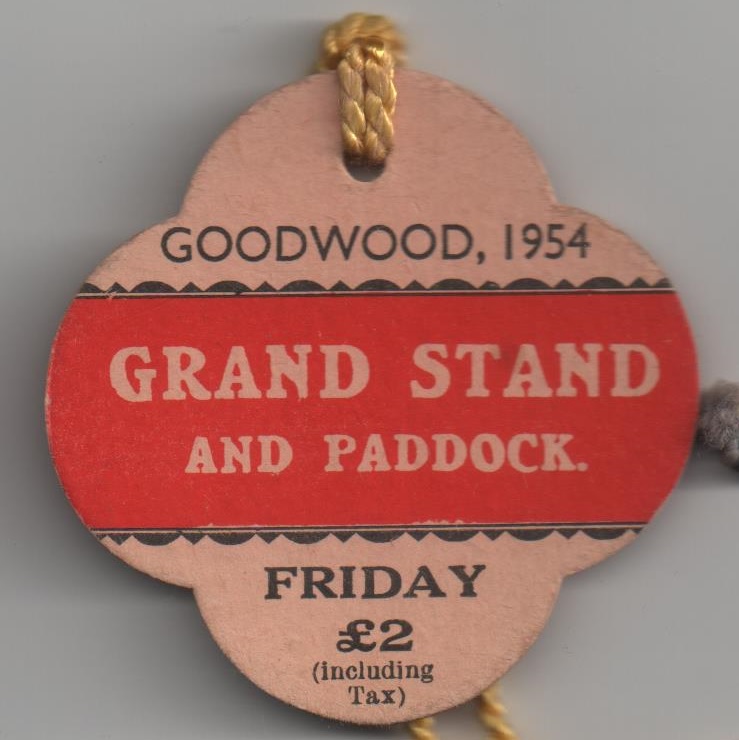 GOODWOOD, 1954
GRAND STAND
AND PADDOCK.
FRIDAY
£2
(including
Tax)